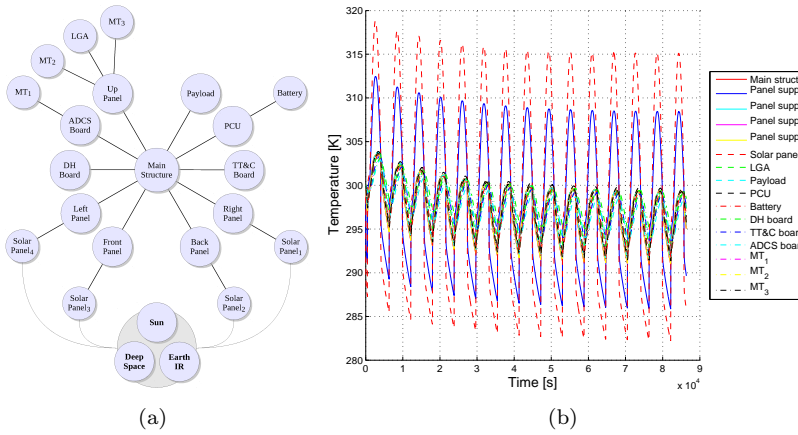 MT3
LGA
MT2
MT1
Up
Panel
Payload
Battery
ADCS
Board
PCU
DH
Board
Main
Structure
TT&C
Board
Left
Panel
Right
Panel
Solar
Panel4
Front
Panel
Back
Panel
Solar
Panel1
Solar
Panel3
Solar
Panel2
Sun
Deep
Space
Earth
IR
(a)
Temperature [K]
320
315
310
305
300
295
290
285
280
0 1 2 3 4 5 6 7 8 9
x 10^4
Time [s]
Main struct
Panel supp
Panel supp
Panel supp
Panel supp
Solar pane
LGA
Payload
PCU
Battery
DH board
TT&C boar
ADCS boa
MT1
MT2
MT3
(b)